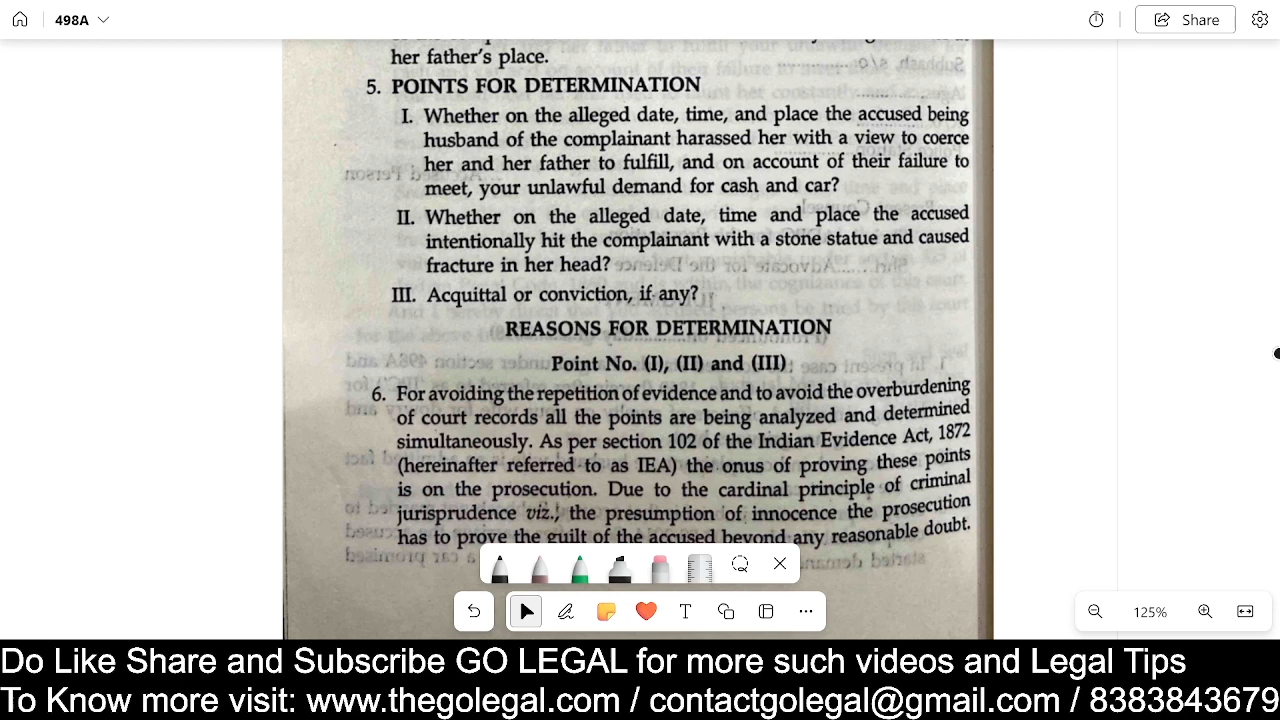 498A
Share
her father's place.
5. POINTS FOR DETERMINATION
I. Whether on the alleged date, time, and place the accused being
husband of the complainant harassed her with a view to coerce
her and her father to fulfill, and on account of their failure to
meet, your unlawful demand for cash and car?
II. Whether on the alleged date, time and place the accused
intentionally hit the complainant with a stone statue and caused
fracture in her head?
III. Acquittal or conviction, if any?
REASONS FOR DETERMINATION
Point No. (I), (II) and (III)
6. For avoiding the repetition of evidence and to avoid the overburdening
of court records all the points are being analyzed and determined
simultaneously. As per section 102 of the Indian Evidence Act, 1872
(hereinafter referred to as IEA) the onus of proving these points
is on the prosecution. Due to the cardinal principle of criminal
jurisprudence viz., the presumption of innocence the prosecution
has to prove the guilt of the accused beyond any reasonable doubt.
125%
Do Like Share and Subscribe GO LEGAL for more such videos and Legal Tips
To Know more visit: www.thegolegal.com / contactgolegal@gmail.com / 8383843679